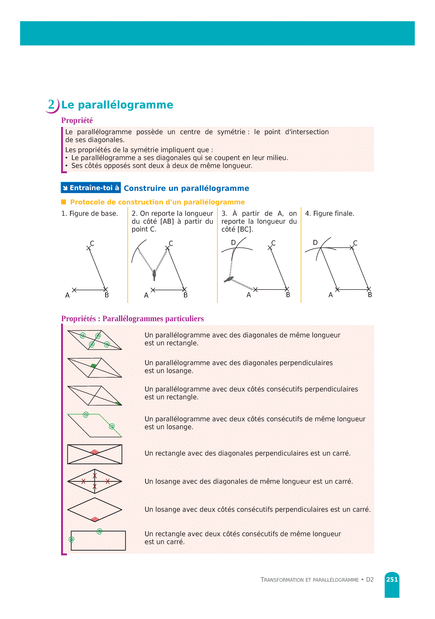 2 Le parallélogramme
Propriété
Le parallélogramme possède un centre de symétrie : le point d'intersection
de ses diagonales.
Les propriétés de la symétrie impliquent que :
• Le parallélogramme a ses diagonales qui se coupent en leur milieu.
• Ses côtés opposés sont deux à deux de même longueur.
Entraîne-toi à Construire un parallélogramme
Protocole de construction d'un parallélogramme
1. Figure de base.
2. On reporte la longueur
du côté [AB] à partir du
point C.
3. À partir de A, on
reporte la longueur du
côté [BC].
4. Figure finale.
C
A B
C
A B
D C
A B
D C
A B
Propriétés : Parallélogrammes particuliers
Un parallélogramme avec des diagonales de même longueur
est un rectangle.
Un parallélogramme avec des diagonales perpendiculaires
est un losange.
Un parallélogramme avec deux côtés consécutifs perpendiculaires
est un rectangle.
Un parallélogramme avec deux côtés consécutifs de même longueur
est un losange.
Un rectangle avec des diagonales perpendiculaires est un carré.
Un losange avec des diagonales de même longueur est un carré.
Un losange avec deux côtés consécutifs perpendiculaires est un carré.
Un rectangle avec deux côtés consécutifs de même longueur
est un carré.
TRANSFORMATION ET PARALLÉLOGRAMME • D2 251